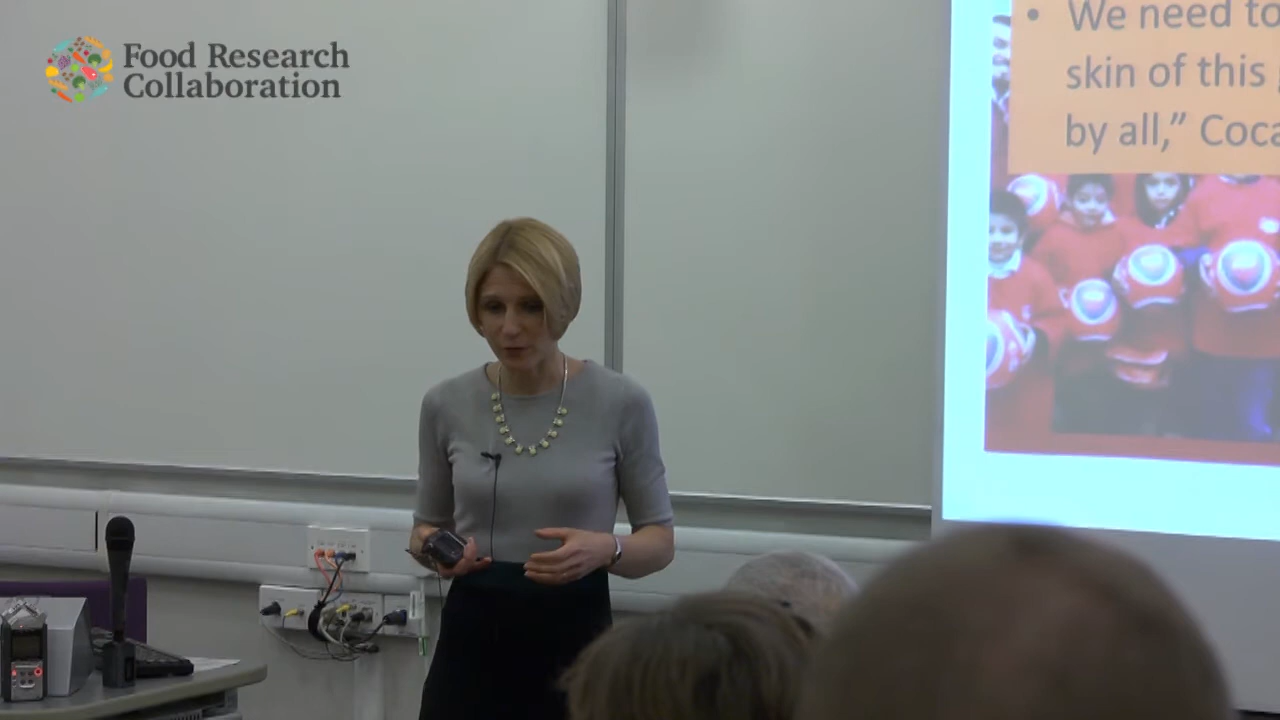 Food Research
Collaboration
• We need to
skin of this
by all,” Coca